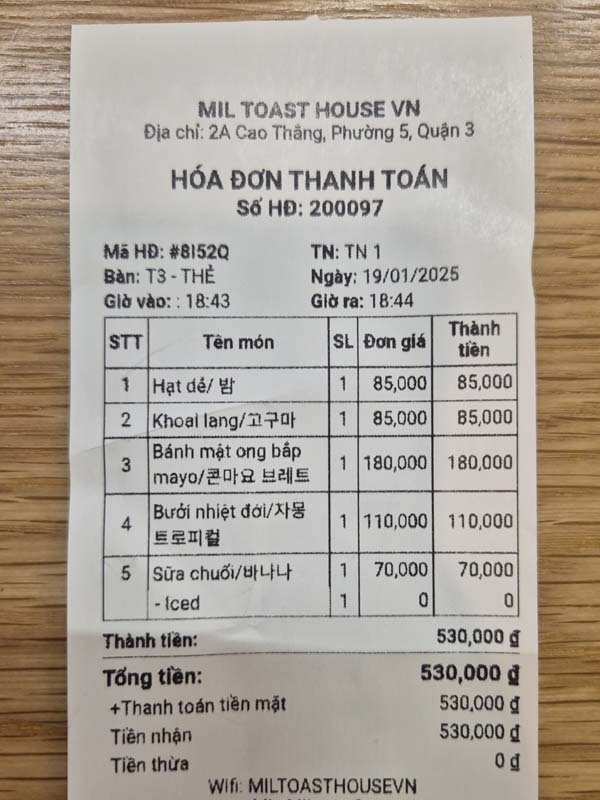 MIL TOAST HOUSE VN
Địa chỉ: 2A Cao Thắng, Phường 5, Quận 3
HÓA ĐƠN THANH TOÁN
Số HĐ: 200097
Mã HĐ: #8I52Q TN: TN 1
Bàn: T3 - THẺ Ngày: 19/01/2025
Giờ vào: : 18:43 Giờ ra: 18:44
STT Tên món SL Đơn giá Thành tiền
1 Hạt dẻ/ 밤 1 85,000 85,000
2 Khoai lang/고구마 1 85,000 85,000
3 Bánh mật ong bắp
mayo/콘마요 브레트 1 180,000 180,000
4 Bưởi nhiệt đới/자몽
트로피컬 1 110,000 110,000
5 Sữa chuối/바나나 1 70,000 70,000
- Iced 1 0 0
Thành tiền: 530,000 ₫
Tổng tiền: 530,000 ₫
+Thanh toán tiền mặt 530,000 ₫
Tiền nhận 530,000 ₫
Tiền thừa 0 ₫
Wifi: MILTOASTHOUSEVN